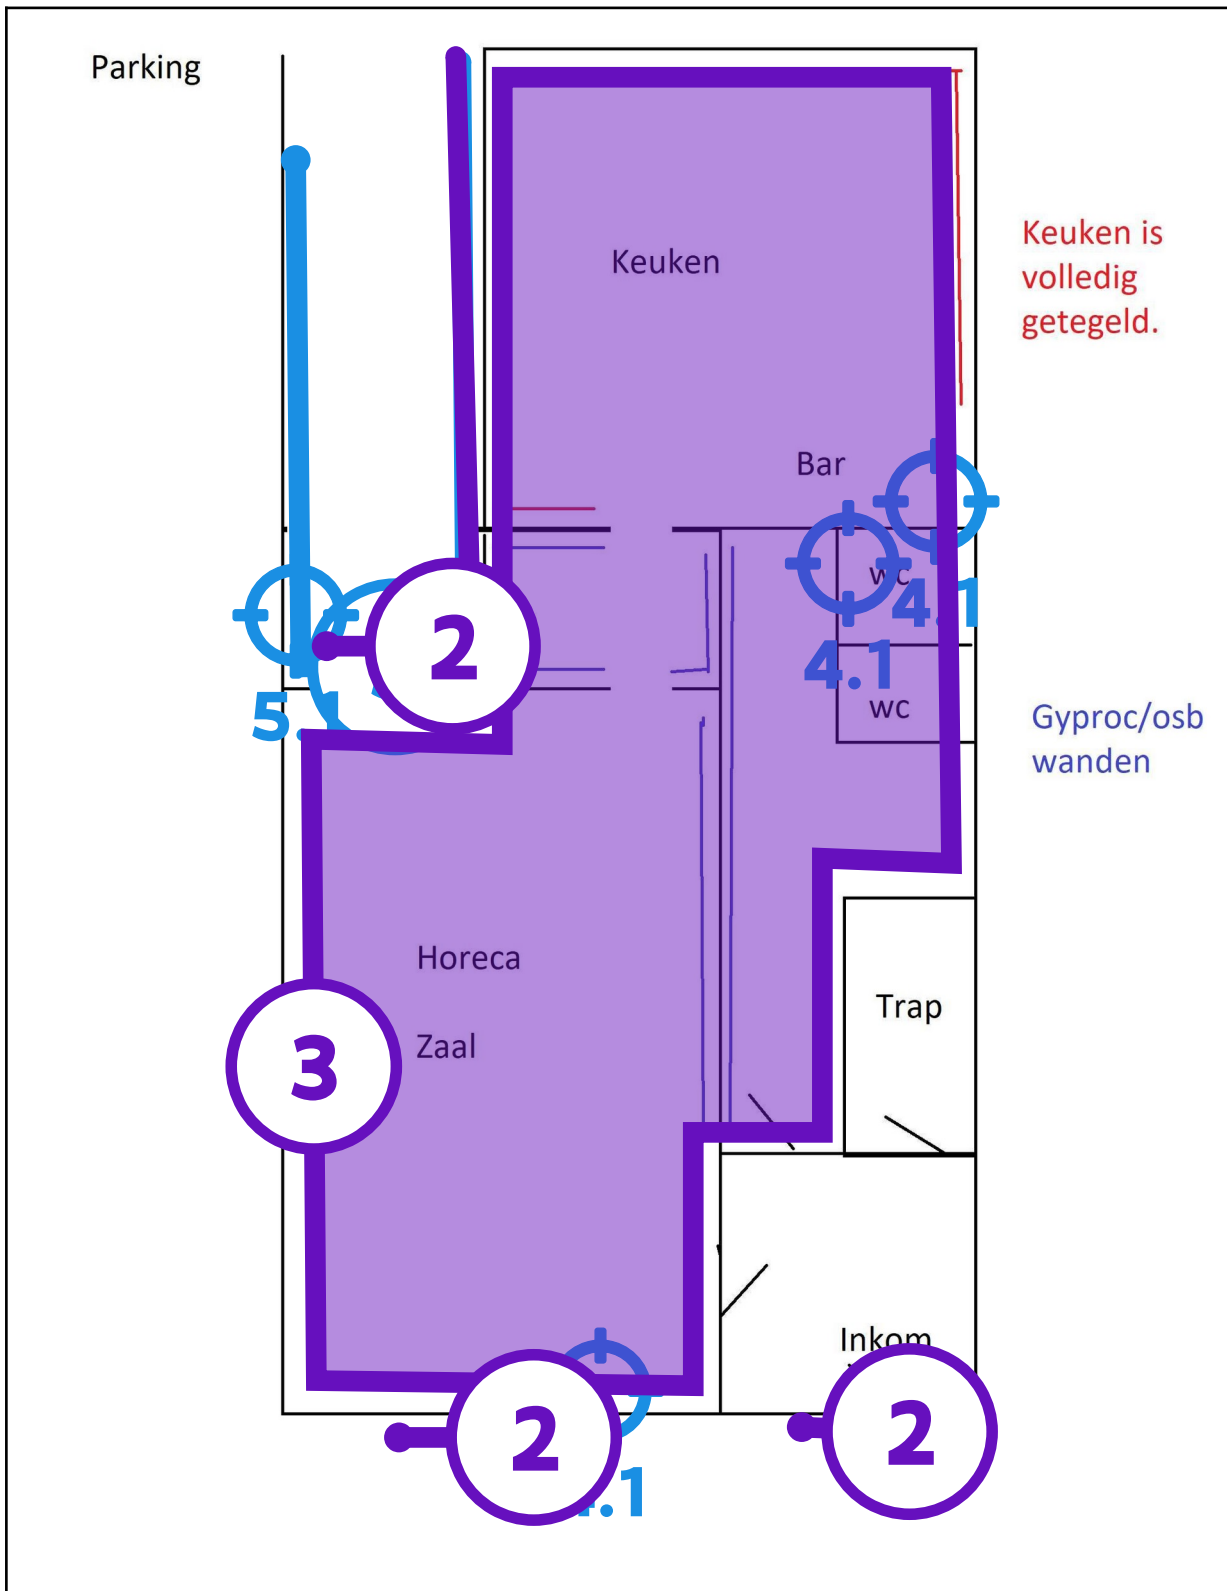 Parking
Keuken
Keuken is
volledig
getegeld.
Bar
wc
4.1
4.1
2
5.1
wc
Gyproc/osb
wanden
Horeca
Zaal
Trap
3
Inkom
2
2
.1